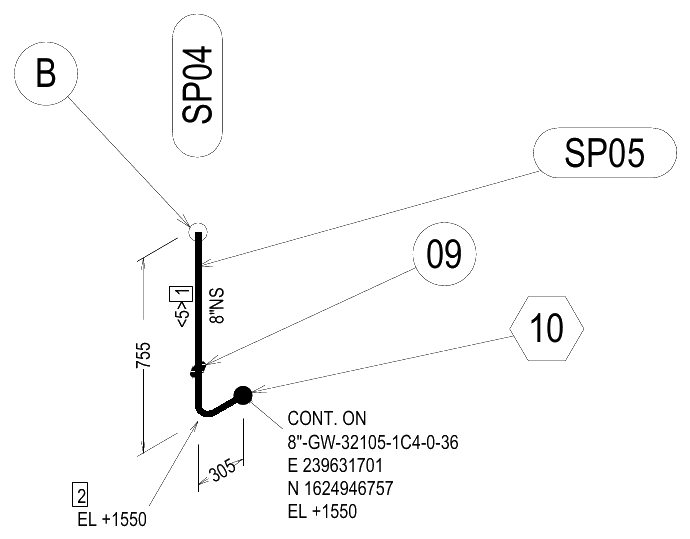 B
SP04
SP05
09
<5> 1
8"NS
10
755
CONT. ON
8"-GW-32105-1C4-0-36
E 239631701
N 1624946757
EL +1550
305
2
EL +1550